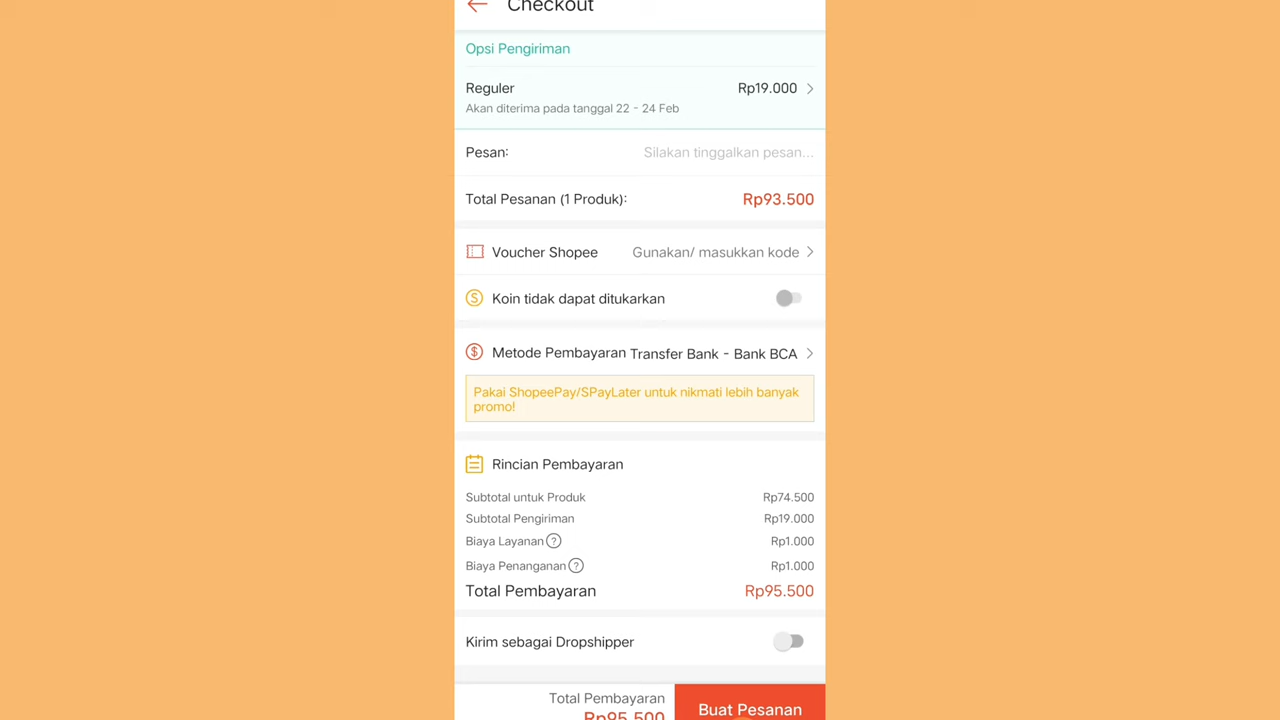 Checkout
Opsi Pengiriman
Reguler Rp19.000
Akan diterima pada tanggal 22 - 24 Feb
Pesan: Silakan tinggalkan pesan...
Total Pesanan (1 Produk): Rp93.500
Voucher Shopee Gunakan/ masukkan kode
Koin tidak dapat ditukarkan
Metode Pembayaran Transfer Bank - Bank BCA
Pakai ShopeePay/SPayLater untuk nikmati lebih banyak
promo!
Rincian Pembayaran
Subtotal untuk Produk Rp74.500
Subtotal Pengiriman Rp19.000
Biaya Layanan ? Rp1.000
Biaya Penanganan ? Rp1.000
Total Pembayaran Rp95.500
Kirim sebagai Dropshipper
Total Pembayaran
Rp95.500
Buat Pesanan